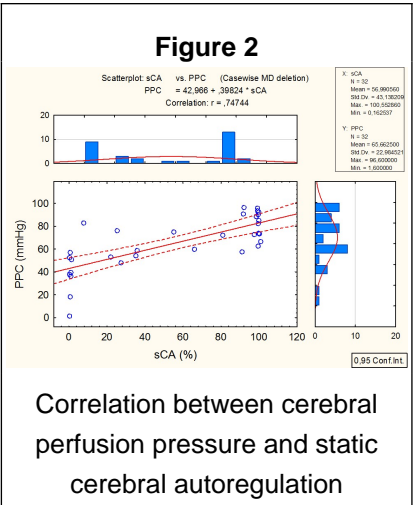 Figure 2
Scatterplot: sCA vs. PPC (Casewise MD deletion)
PPC = 42,966 + ,39824 * sCA
Correlation: r = ,74744
X: sCA
N = 32
Mean = 56,990560
Std.Dv. = 43,138209
Max. = 100,552860
Min. = 0,162537
Y: PPC
N = 32
Mean = 65,662500
Std.Dv. = 22,984521
Max. = 96,600000
Min. = 1,600000
20
10
0
100
80
60
40
20
0
PPC (mmHg)
0 20 40 60 80 100 120
sCA (%)
0 10 20
0,95 Conf.Int.
Correlation between cerebral
perfusion pressure and static
cerebral autoregulation